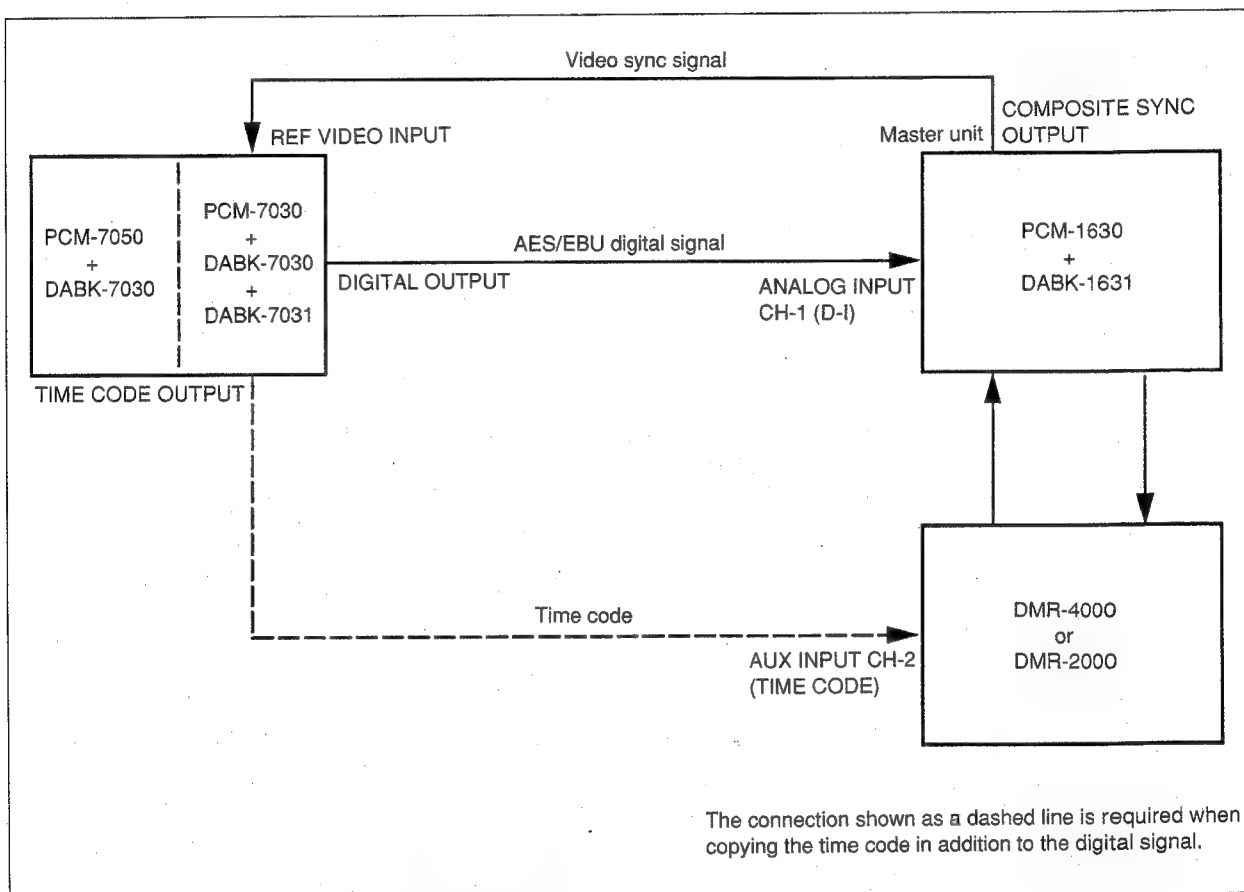 Video sync signal
COMPOSITE SYNC
OUTPUT
Master unit
REF VIDEO INPUT
PCM-7050
+
DABK-7030
PCM-7030
+
DABK-7030
+
DABK-7031
AES/EBU digital signal
DIGITAL OUTPUT
ANALOG INPUT
CH-1 (D-I)
PCM-1630
+
DABK-1631
TIME CODE OUTPUT
Time code
AUX INPUT CH-2
(TIME CODE)
DMR-4000
or
DMR-2000
The connection shown as a dashed line is required when
copying the time code in addition to the digital signal.